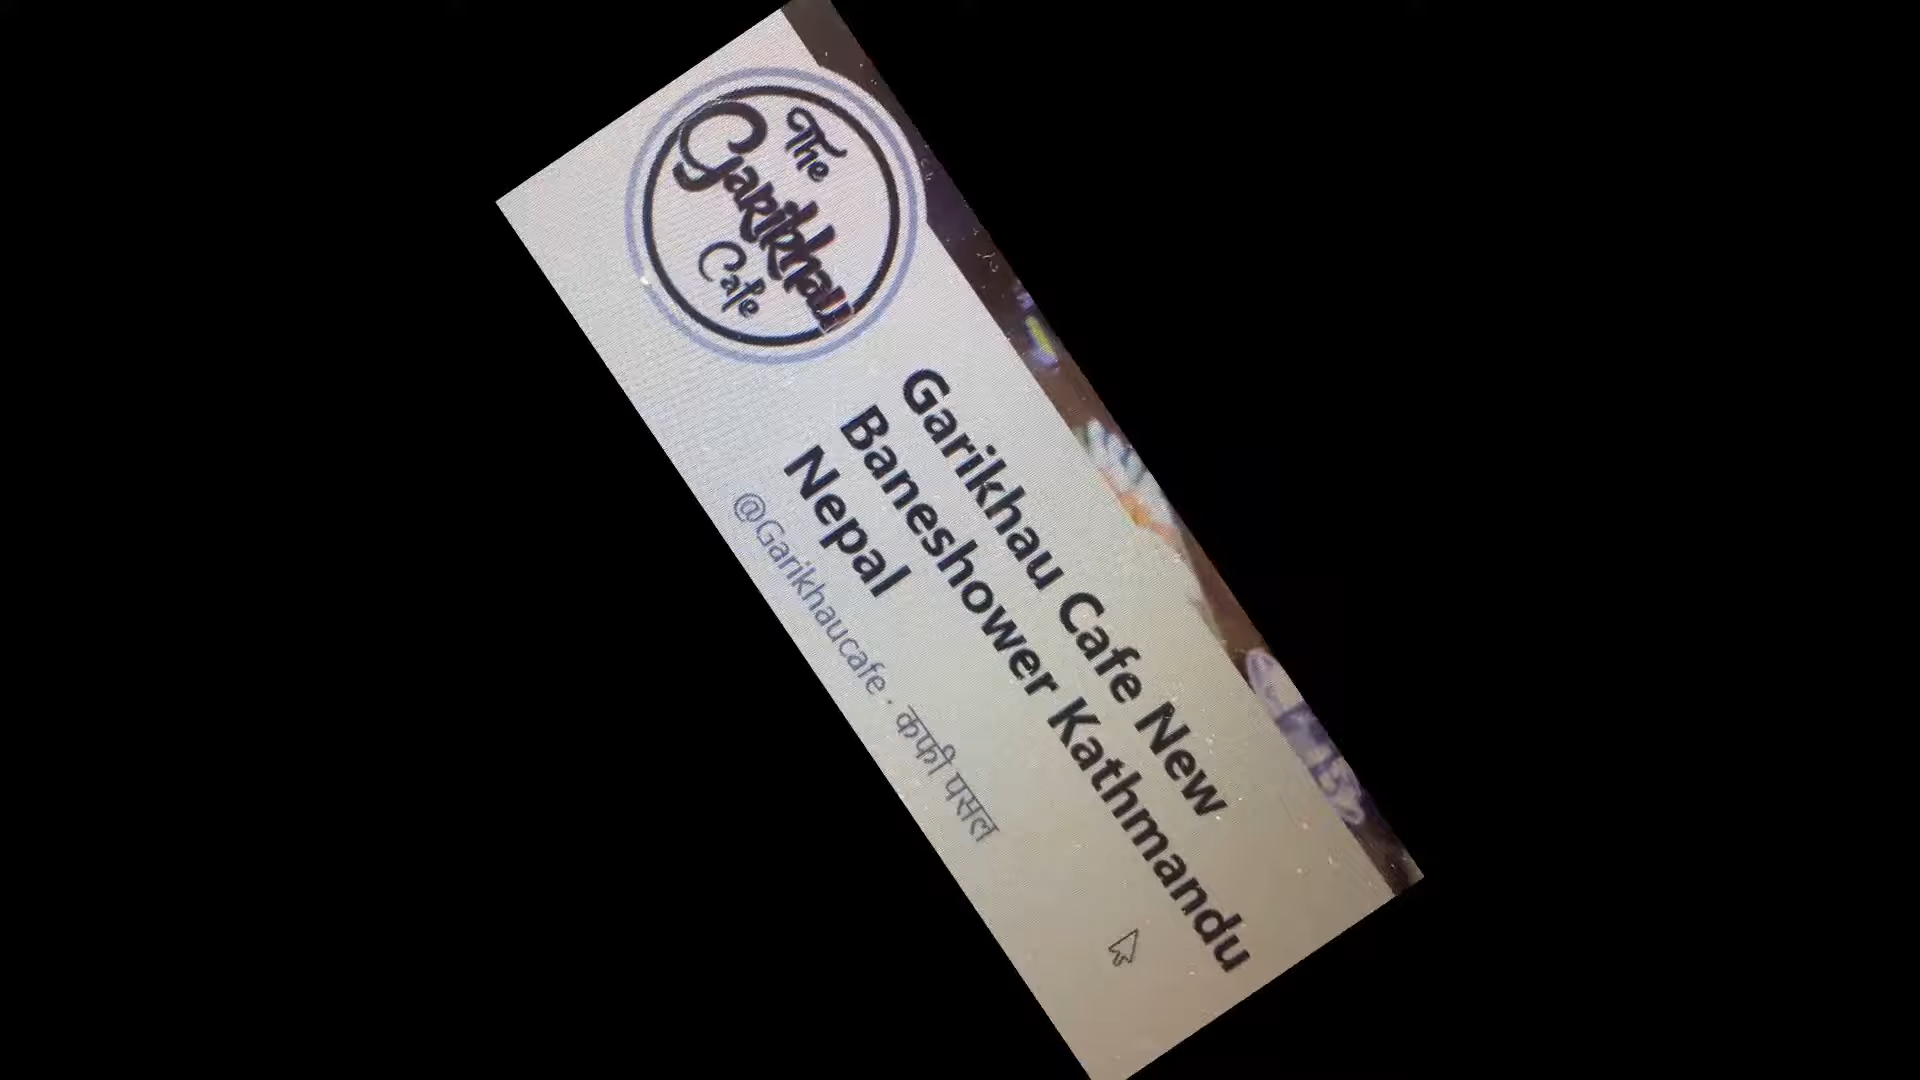 The
Garikhau
Cafe
Garikhau Cafe New
Baneshower Kathmandu
Nepal
@Garikhaucafe · कफी पसल